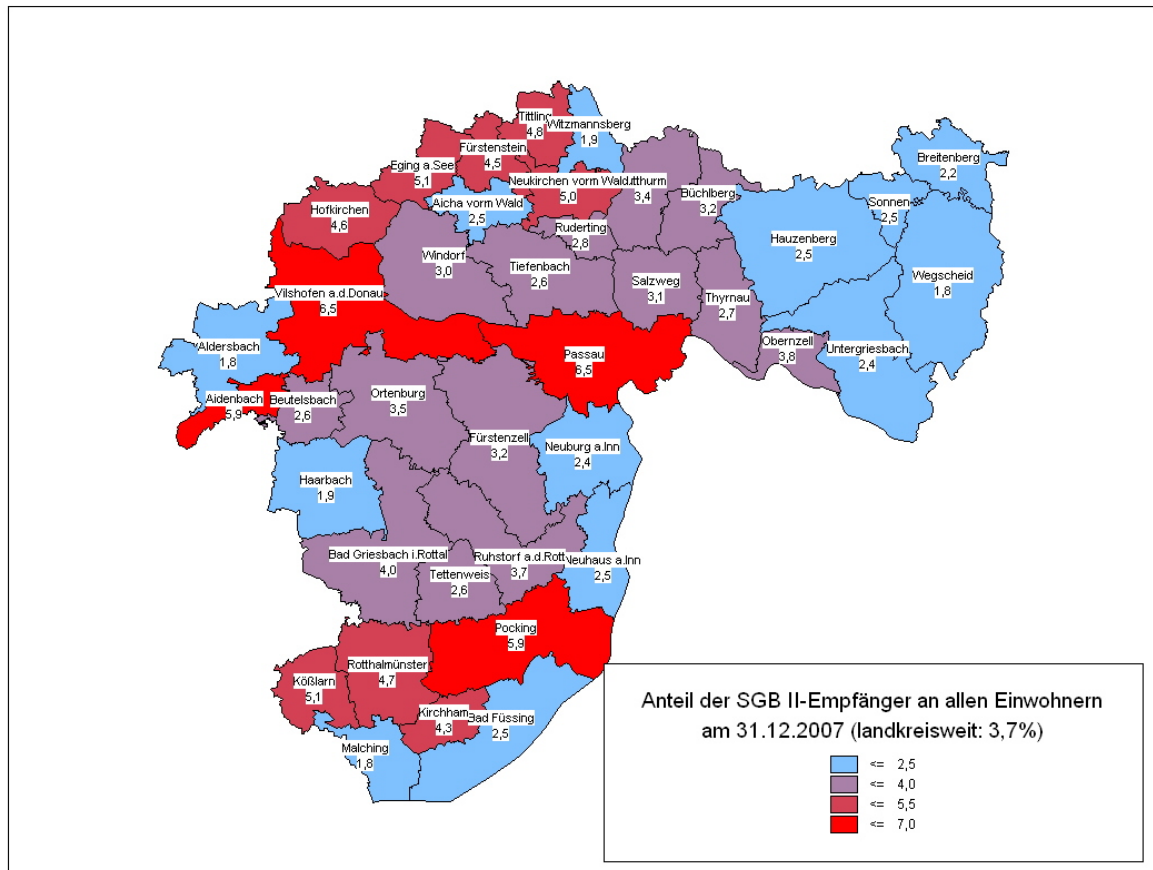 Tittling
4,8
Witzmannsberg
1,9
Fürstenstein
4,5
Eging a.See
5,1
Neukirchen vorm Wald
5,0
utthurm
3,4
Büchlberg
3,2
Breitenberg
2,2
Sonnen
2,5
Aicha vorm Wald
2,5
Hofkirchen
4,6
Ruderting
2,8
Hauzenberg
2,5
Windorf
3,0
Tiefenbach
2,6
Salzweg
3,1
Wegscheid
1,8
Vilshofen a.d.Donau
6,5
Thyrnau
2,7
Aldersbach
1,8
Passau
6,5
Obernzell
3,8
Untergriesbach
2,4
Aidenbach
5,9
Beutelsbach
2,6
Ortenburg
3,5
Fürstenzell
3,2
Neuburg a.Inn
2,4
Haarbach
1,9
Bad Griesbach i.Rottal
4,0
Ruhstorf a.d.Rott
3,7
Neuhaus a.Inn
2,5
Tettenweis
2,6
Pocking
5,9
Rotthalmünster
4,7
Kößlarn
5,1
Kirchham
4,3
Bad Füssing
2,5
Malching
1,8
Anteil der SGB II-Empfänger an allen Einwohnern
am 31.12.2007 (landkreisweit: 3,7%)
<= 2,5
<= 4,0
<= 5,5
<= 7,0